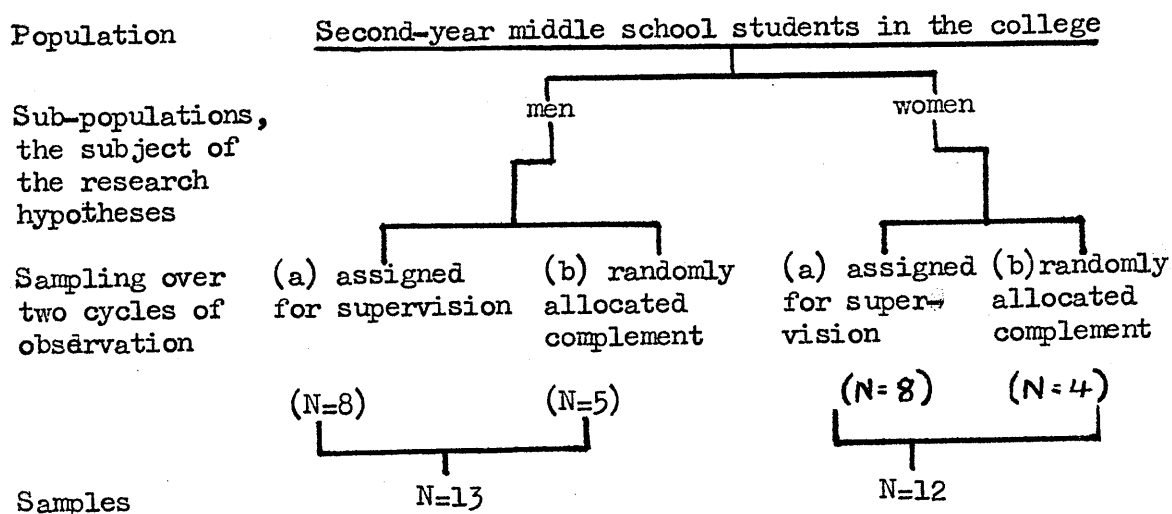 Population
Second-year middle school students in the college
men
women
Sub-populations,
the subject of
the research
hypotheses
Sampling over
two cycles of
observation
(a) assigned
for supervision
(b) randomly
allocated
complement
(a) assigned
for super-
vision
(b) randomly
allocated
complement
(N=8)
(N=5)
(N=8)
(N=4)
Samples
N=13
N=12